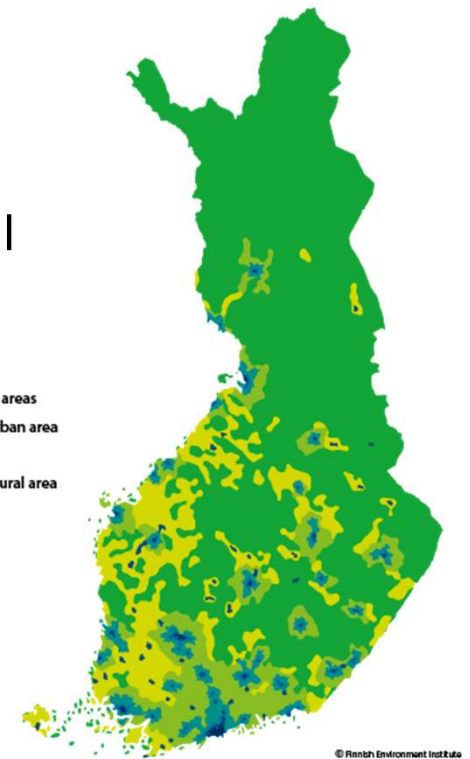 l
areas
ban area
ural area
© Finnish Environment Institute